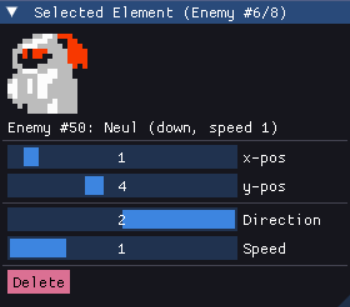 Selected Element (Enemy #6/8)
Enemy #50: Neul (down, speed 1)
1 x-pos
4 y-pos
2 Direction
1 Speed
Delete